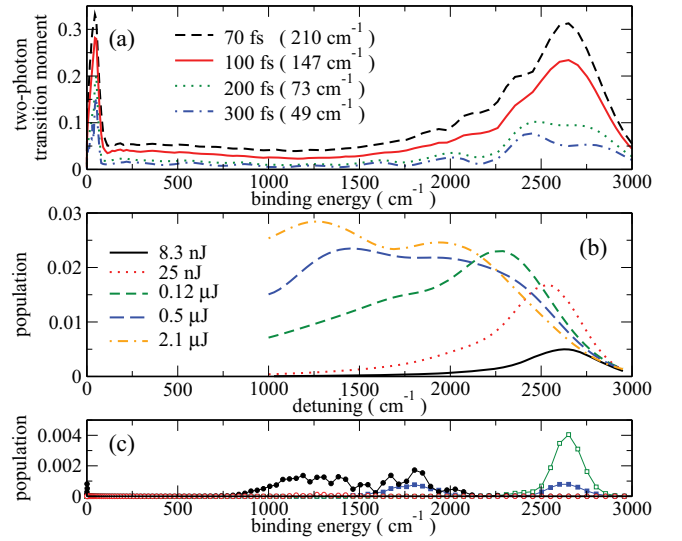 (a)
two-photon
transition moment
0.3
0.2
0.1
0
70 fs ( 210 cm⁻¹)
100 fs ( 147 cm⁻¹)
200 fs ( 73 cm⁻¹)
300 fs ( 49 cm⁻¹)
0 500 1000 1500 2000 2500 3000
binding energy ( cm⁻¹)
(b)
population
0.03
0.02
0.01
0
8.3 nJ
25 nJ
0.12 μJ
0.5 μJ
2.1 μJ
0 500 1000 1500 2000 2500 3000
detuning ( cm⁻¹)
(c)
population
0.004
0.002
0
0 500 1000 1500 2000 2500 3000
binding energy ( cm⁻¹)